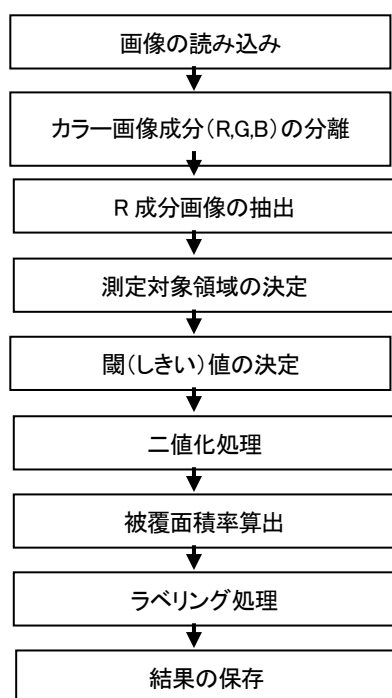 画像の読み込み
カラー画像成分(R,G,B)の分離
R 成分画像の抽出
測定対象領域の決定
閾(しきい)値の決定
二値化処理
被覆面積率算出
ラベリング処理
結果の保存